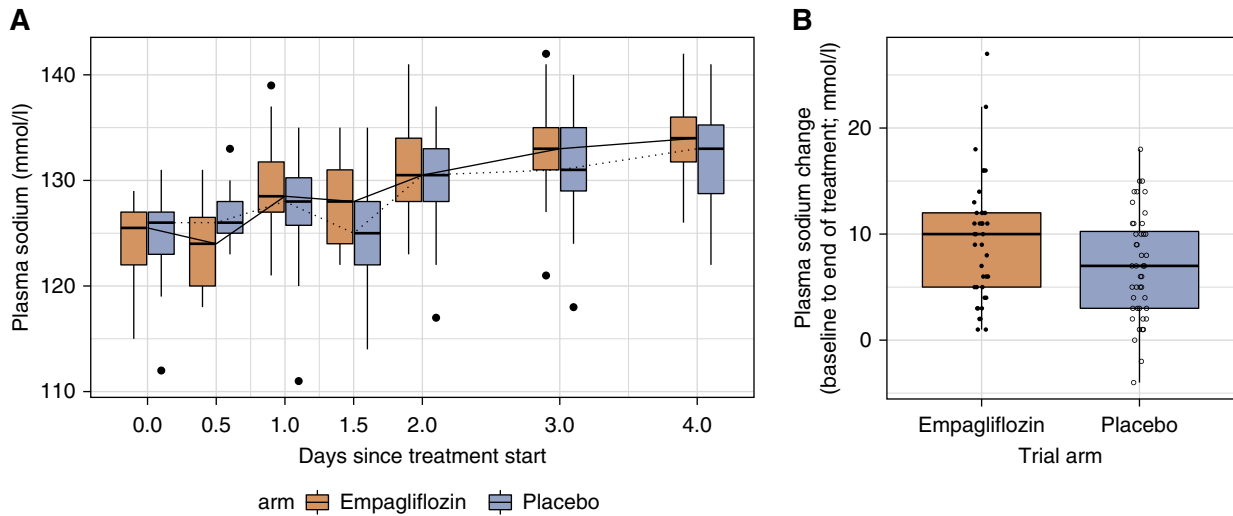 A
Plasma sodium (mmol/l)
140
130
120
110
0.0 0.5 1.0 1.5 2.0 3.0 4.0
Days since treatment start
arm Empagliflozin Placebo
B
Plasma sodium change
(baseline to end of treatment; mmol/l)
20
10
0
Empagliflozin Placebo
Trial arm